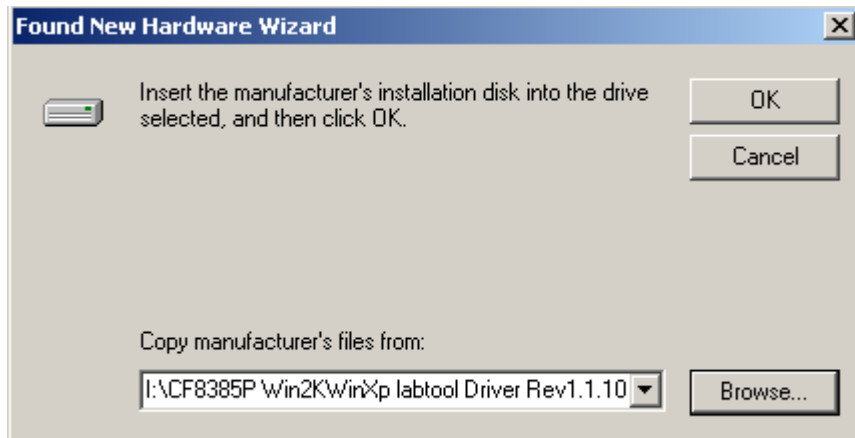 Found New Hardware Wizard
Insert the manufacturer's installation disk into the drive
selected, and then click OK.
OK
Cancel
Copy manufacturer's files from:
I:\CF8385P Win2KWinXp labtool Driver Rev1.1.10
Browse...